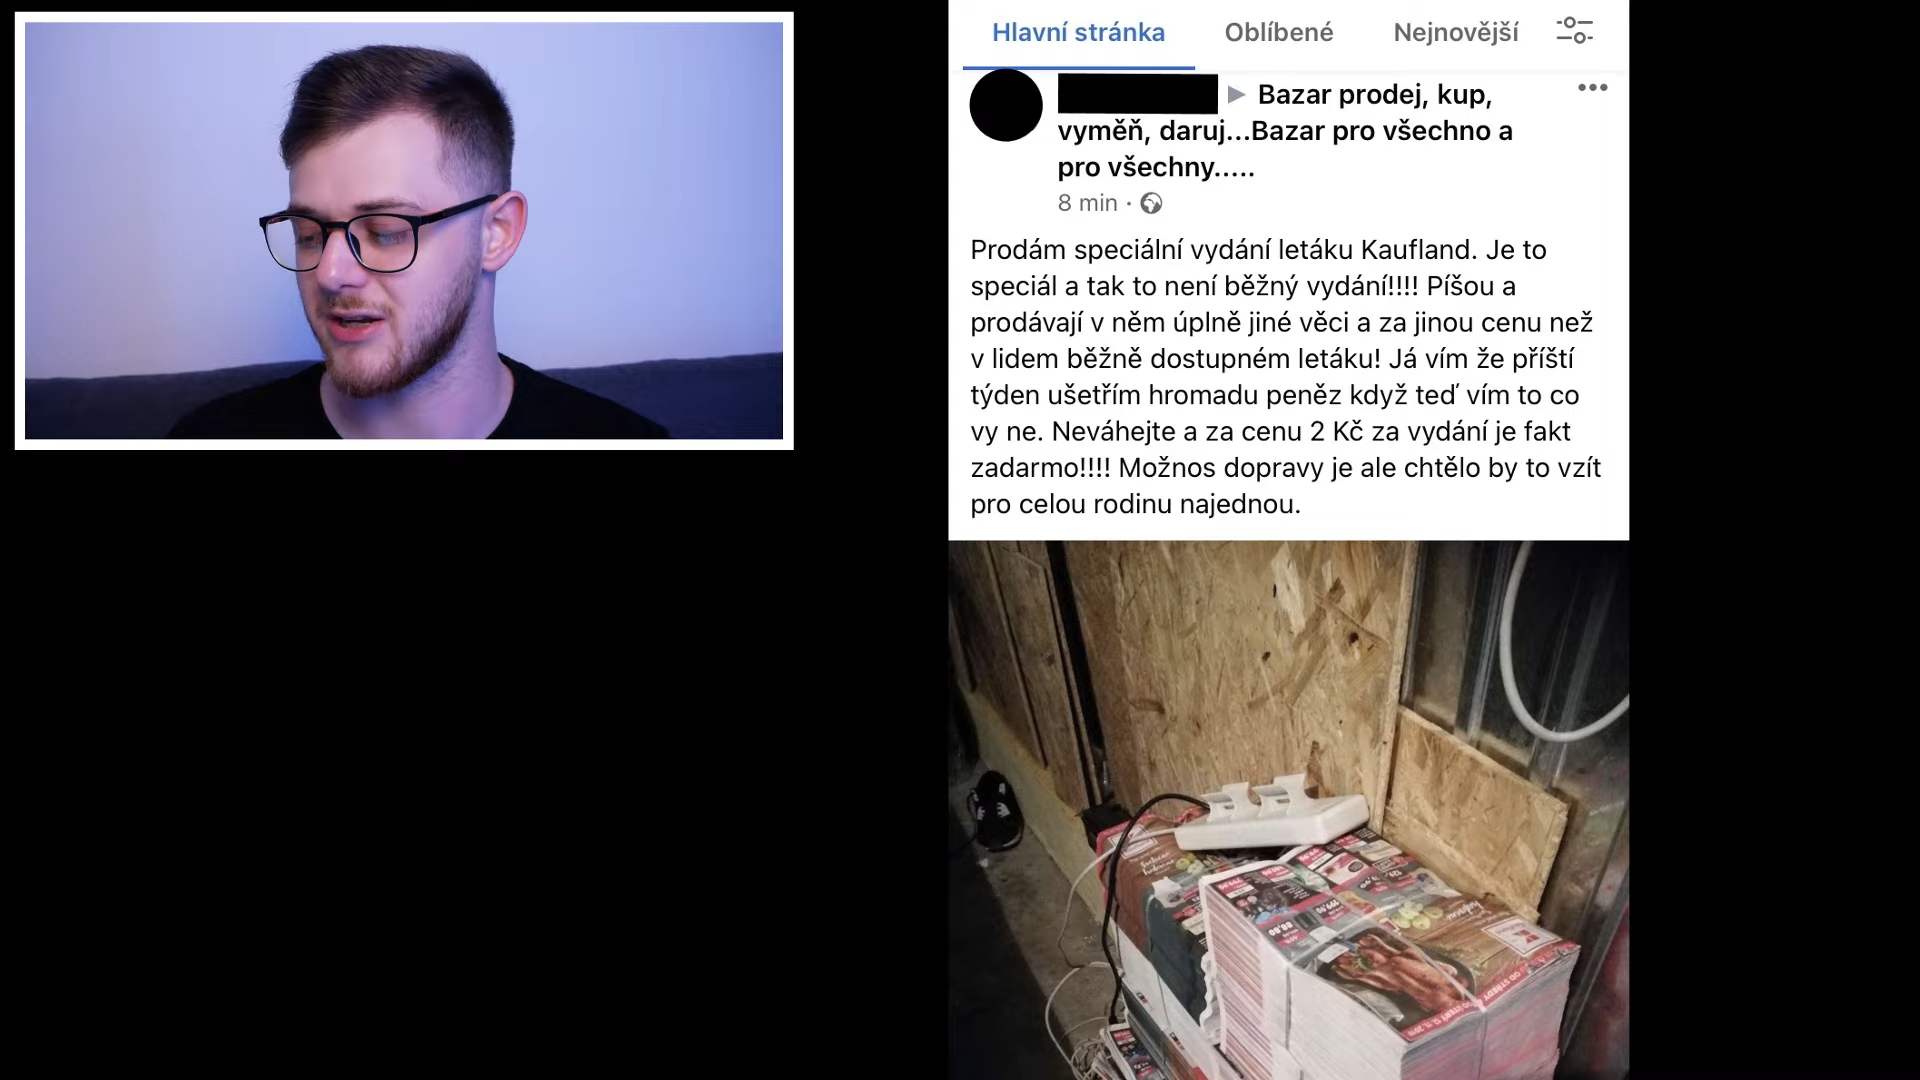 Hlavní stránka Oblíbené Nejnovější
Bazar prodej, kup,
vyměň, daruj...Bazar pro všechno a
pro všechny.....
8 min ·
Prodám speciální vydání letáku Kaufland. Je to
speciál a tak to není běžný vydání!!!! Píšou a
prodávají v něm úplně jiné věci a za jinou cenu než
v lidem běžně dostupném letáku! Já vím že příští
týden ušetřím hromadu peněz když teď vím to co
vy ne. Neváhejte a za cenu 2 Kč za vydání je fakt
zadarmo!!!! Možnos dopravy je ale chtělo by to vzít
pro celou rodinu najednou.